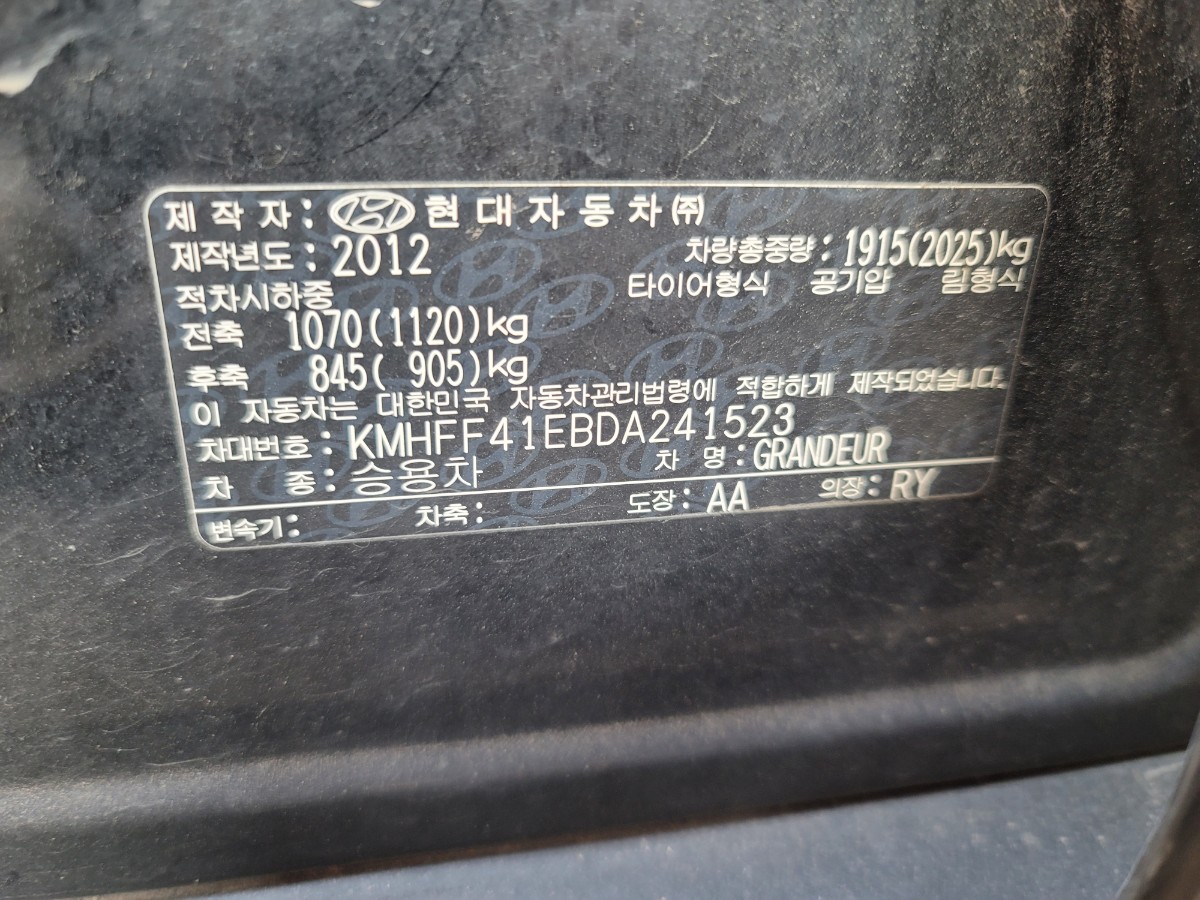 제 작 자 : 현대자동차㈜
제작년도 : 2012 차량총중량 : 1915(2025)kg
적차시하중 타이어형식 공기압 림형식
전축 1070(1120)kg
후축 845( 905)kg
이 자동차는 대한민국 자동차관리법령에 적합하게 제작되었습니다.
차대번호 : KMHFF41EBDA241523
차 종 : 승용차 차 명 : GRANDEUR
변속기 : 차축 : 도장 : AA 의장 : RY